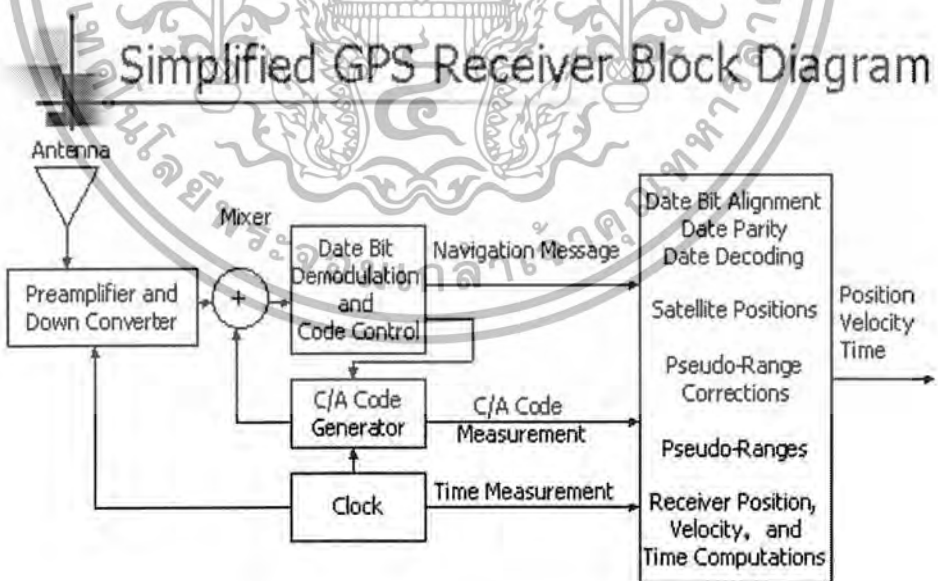 Simplified GPS Receiver Block Diagram
Antenna
Mixer
Preamplifier and
Down Converter
+
Date Bit
Demodulation
and
Code Control
Navigation Message
C/A Code
Generator
C/A Code
Measurement
Clock
Time Measurement
Date Bit Alignment
Date Parity
Date Decoding
Satellite Positions
Pseudo-Range
Corrections
Pseudo-Ranges
Receiver Position,
Velocity, and
Time Computations
Position
Velocity
Time